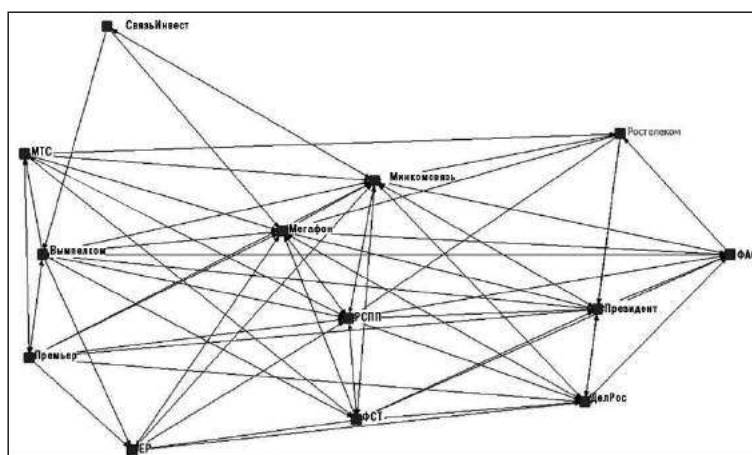 СвязьИнвест
Ростелеком
МТС
Минкомсвязь
Мегафон
Вымпелком
ФАС
Президент
РСПП
Премьер
ДелРос
ФСТ
ЕР